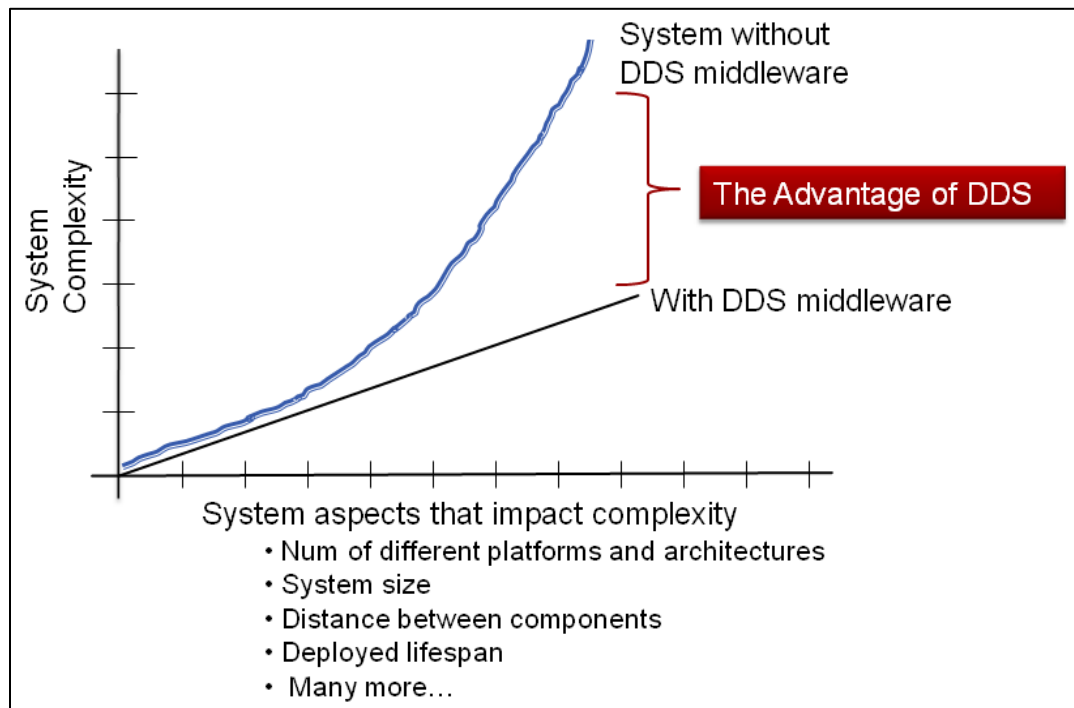 System without
DDS middleware
The Advantage of DDS
System
Complexity
With DDS middleware
System aspects that impact complexity
• Num of different platforms and architectures
• System size
• Distance between components
• Deployed lifespan
• Many more…